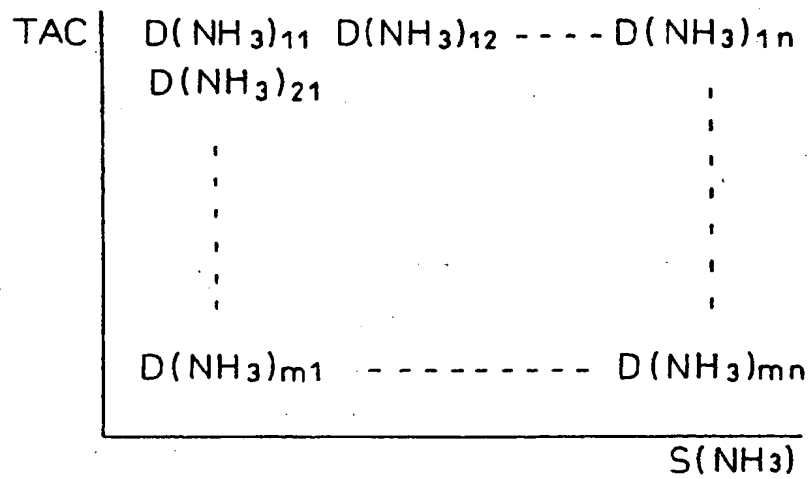 TAC D(NH3)11 D(NH3)12 ---- D(NH3)1n
D(NH3)21
D(NH3)m1 --------- D(NH3)mn
S(NH3)